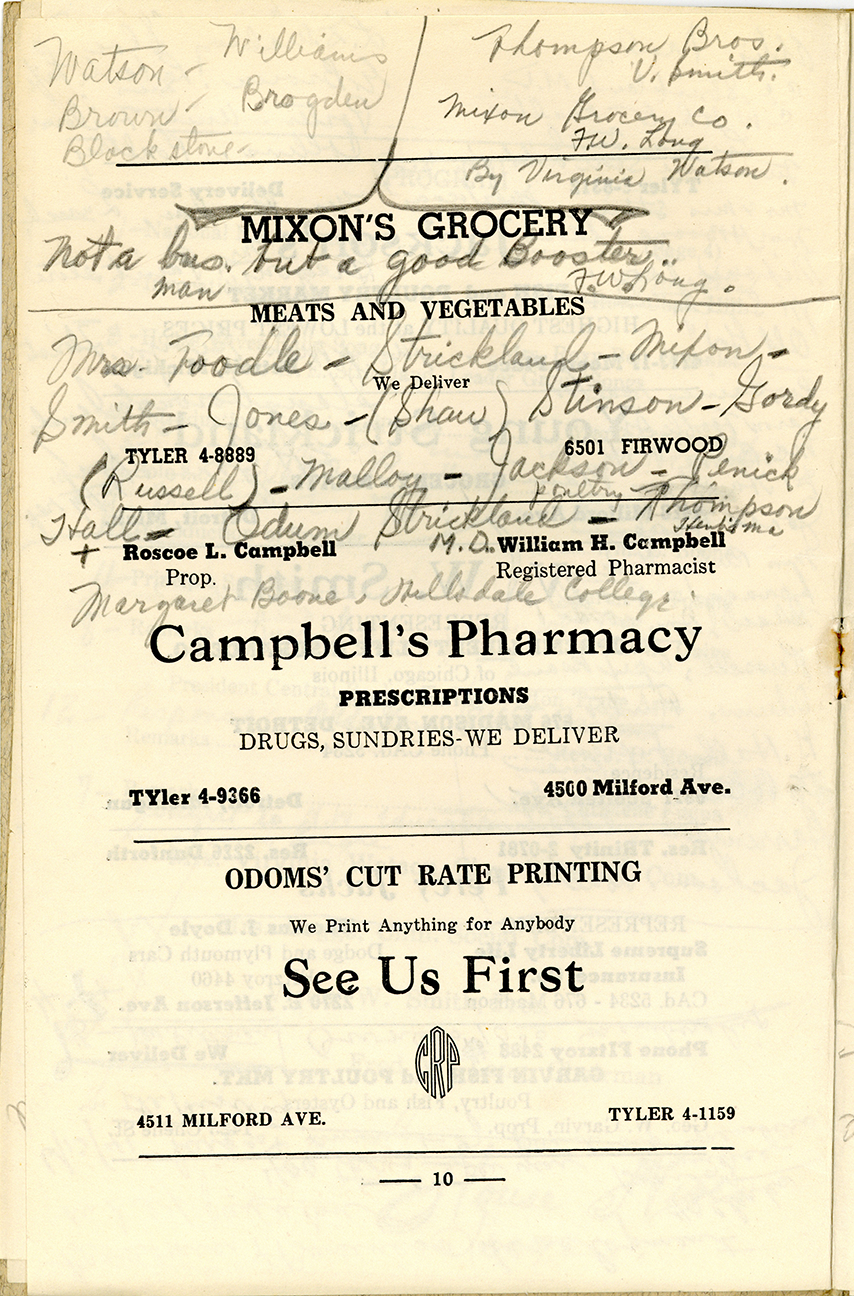 Watson - Williams
Brown - Brogden
Blackstone -
Thompson Bros.
V. Smith.
Mixon Grocery Co.
F.W. Long
By Virginia Watson.
MIXON'S GROCERY
Not a bus. but a good Booster..
man F.W. Long.
MEATS AND VEGETABLES
Mrs. Foodle - Strickland - Mixon -
We Deliver
Smith - Jones - (Shaw) Stinson - Gordy
TYLER 4-8889 6501 FIRWOOD
(Russell) - Malloy - Jackson - Penick
Poultry
Hall - Odum Strickland - Thompson
+ Roscoe L. Campbell M.D. William H. Campbell
Prop. Registered Pharmacist
Margaret Boone, Hillsdale College.
Campbell's Pharmacy
PRESCRIPTIONS
DRUGS, SUNDRIES-WE DELIVER
TYler 4-9366 4500 Milford Ave.
ODOMS' CUT RATE PRINTING
We Print Anything for Anybody
See Us First
CRP
4511 MILFORD AVE. TYLER 4-1159
— 10 —